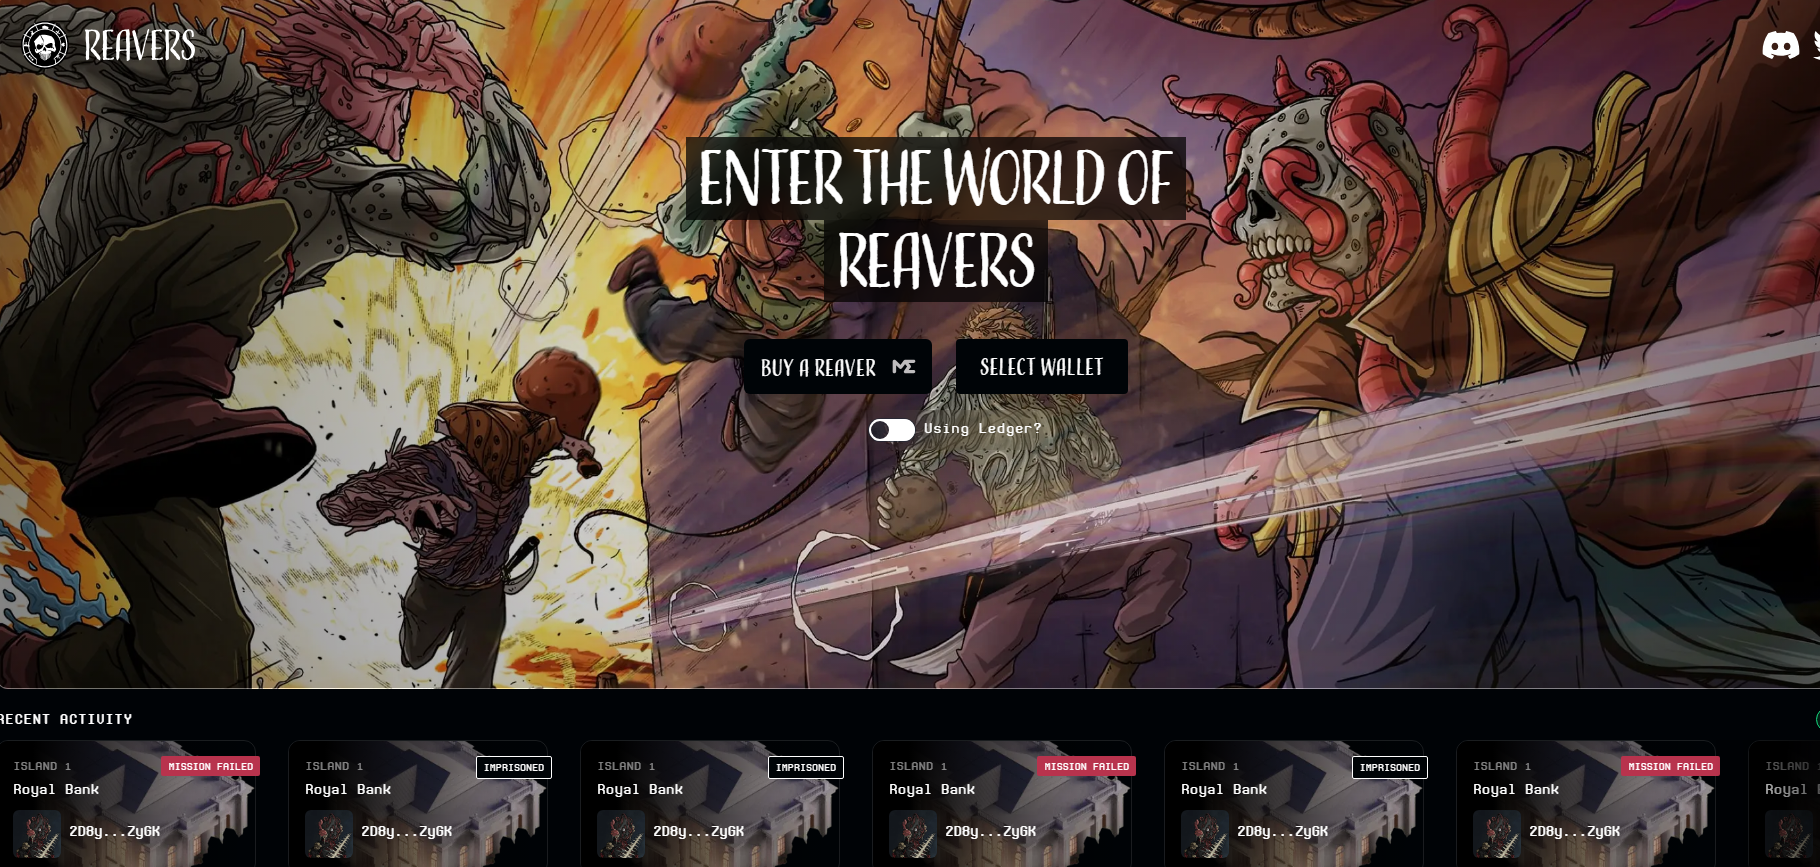 REAVERS
ENTER THE WORLD OF
REAVERS
BUY A REAVER ME
SELECT WALLET
Using Ledger?
RECENT ACTIVITY
ISLAND 1
MISSION FAILED
Royal Bank
2D8y...ZyGK
ISLAND 1
IMPRISONED
Royal Bank
2D8y...ZyGK
ISLAND 1
IMPRISONED
Royal Bank
2D8y...ZyGK
ISLAND 1
MISSION FAILED
Royal Bank
2D8y...ZyGK
ISLAND 1
IMPRISONED
Royal Bank
2D8y...ZyGK
ISLAND 1
MISSION FAILED
Royal Bank
2D8y...ZyGK
ISLAND
Royal